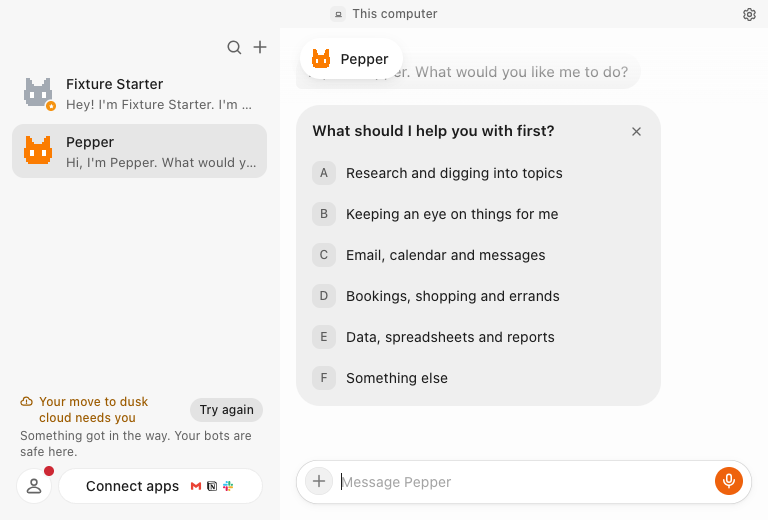 This computer
Fixture Starter
Hey! I'm Fixture Starter. I'm ...
Pepper
Hi, I'm Pepper. What would y...
Your move to dusk
cloud needs you
Try again
Something got in the way. Your bots are
safe here.
Connect apps
Pepper
What would you like me to do?
What should I help you with first?
A Research and digging into topics
B Keeping an eye on things for me
C Email, calendar and messages
D Bookings, shopping and errands
E Data, spreadsheets and reports
F Something else
Message Pepper